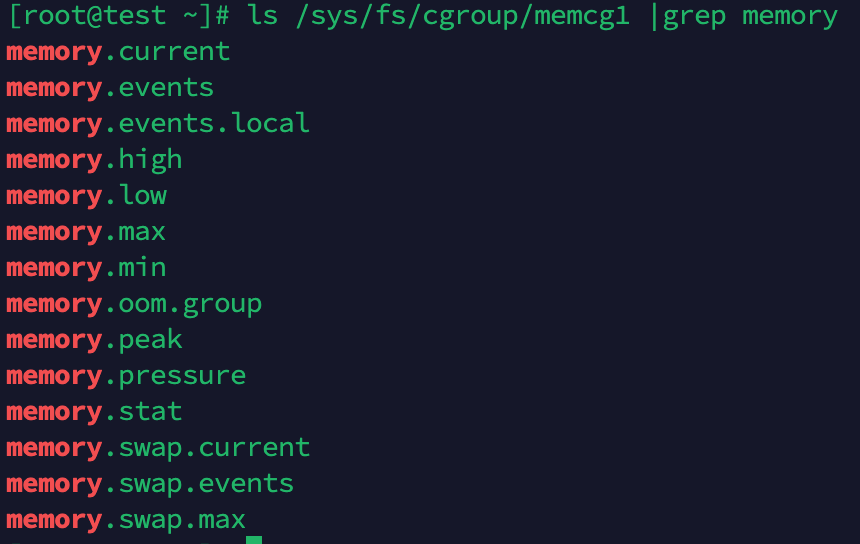 [root@test ~]# ls /sys/fs/cgroup/memcg1 |grep memory
memory.current
memory.events
memory.events.local
memory.high
memory.low
memory.max
memory.min
memory.oom.group
memory.peak
memory.pressure
memory.stat
memory.swap.current
memory.swap.events
memory.swap.max